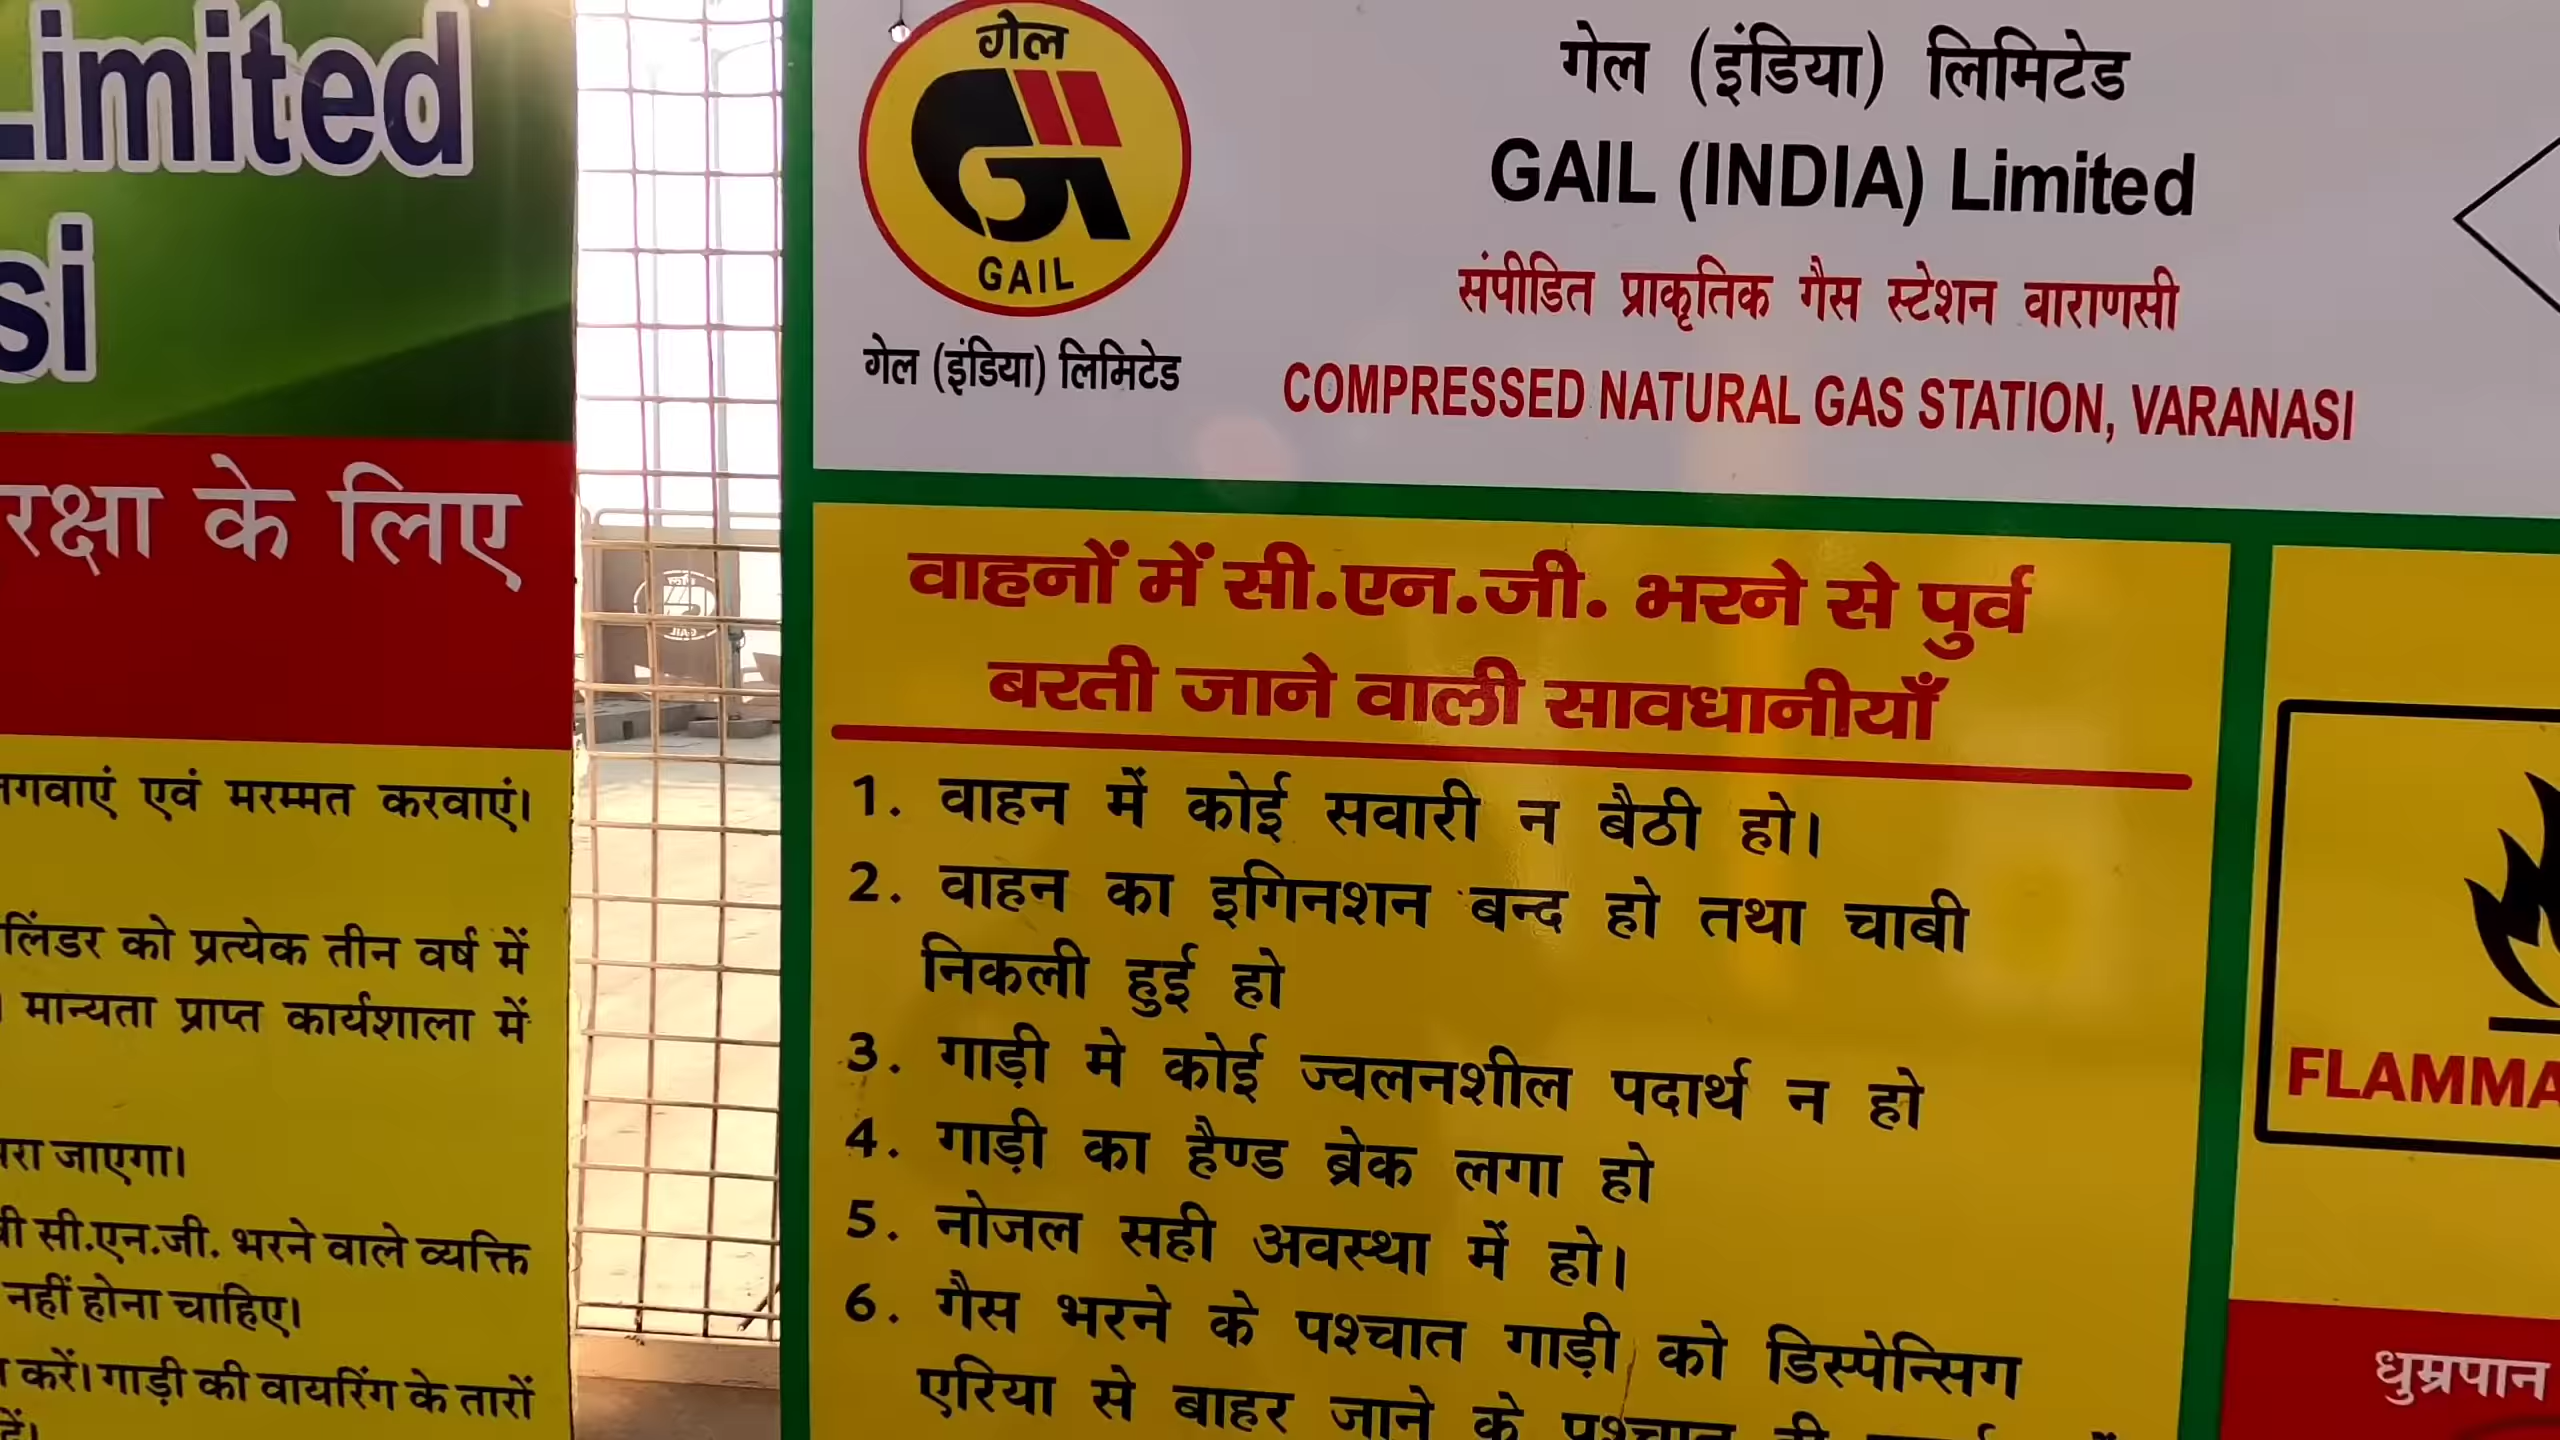 Limited
si
रक्षा के लिए
एवं मरम्मत करवाएं।
को प्रत्येक तीन वर्ष में
मान्यता प्राप्त कार्यशाला में
जाएगा।
सी.एन.जी. भरने वाले व्यक्ति
नहीं होना चाहिए।
करें। गाड़ी की वायरिंग के तारों
गेल
GAIL
गेल (इंडिया) लिमिटेड
गेल (इंडिया) लिमिटेड
GAIL (INDIA) Limited
संपीडित प्राकृतिक गैस स्टेशन वाराणसी
COMPRESSED NATURAL GAS STATION, VARANASI
वाहनों में सी.एन.जी. भरने से पुर्व
बरती जाने वाली सावधानीयाँ
1. वाहन में कोई सवारी न बैठी हो।
2. वाहन का इगिनशन बन्द हो तथा चाबी
निकली हुई हो
3. गाड़ी मे कोई ज्वलनशील पदार्थ न हो
4. गाड़ी का हैण्ड ब्रेक लगा हो
5. नोजल सही अवस्था में हो।
6. गैस भरने के पश्चात गाड़ी को डिस्पेन्सिग
एरिया से बाहर जाने के पश्चात ही
FLAMMA
धुम्रपान